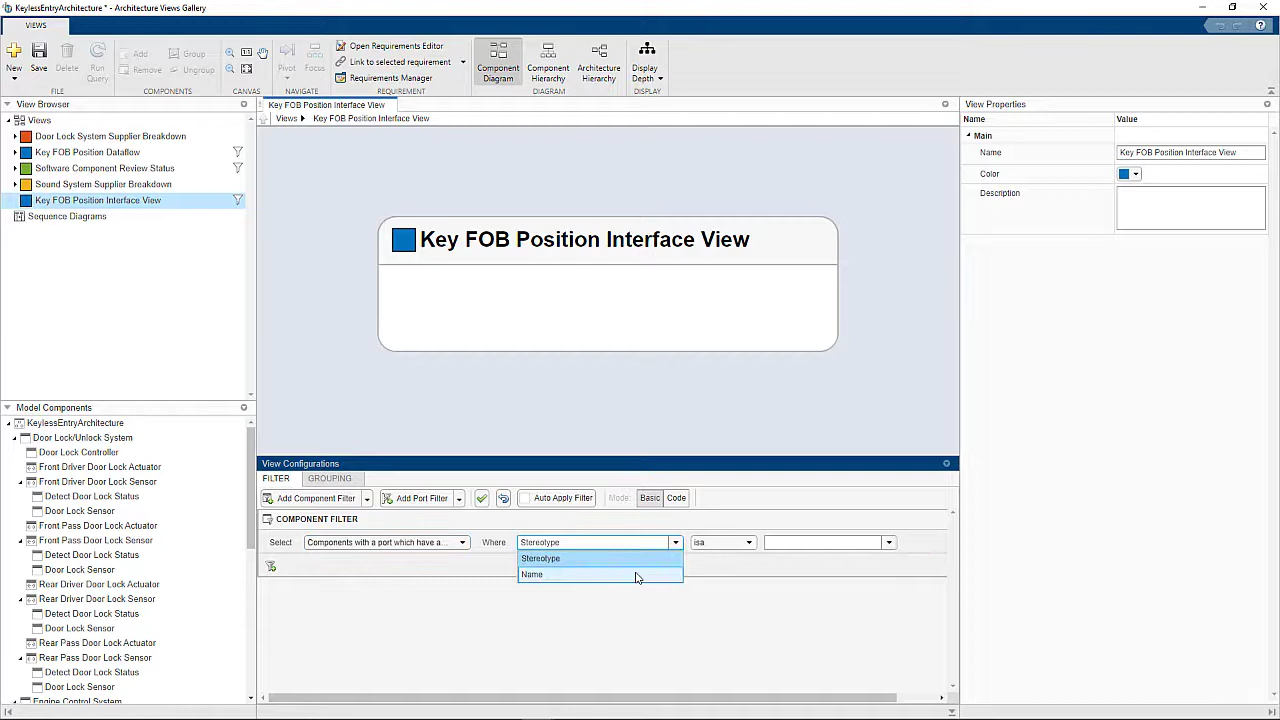 KeylessEntryArchitecture * - Architecture Views Gallery
VIEWS
New
Save
Delete
Run Query
Add
Remove
Group
Ungroup
Pivot
Focus
Open Requirements Editor
Link to selected requirement
Requirements Manager
Component Diagram
Component Hierarchy
Architecture Hierarchy
Display Depth
FILE
COMPONENTS
CANVAS
NAVIGATE
REQUIREMENT
DIAGRAM
DISPLAY
View Browser
Views
Door Lock System Supplier Breakdown
Key FOB Position Dataflow
Software Component Review Status
Sound System Supplier Breakdown
Key FOB Position Interface View
Sequence Diagrams
Model Components
KeylessEntryArchitecture
Door Lock/Unlock System
Door Lock Controller
Front Driver Door Lock Actuator
Front Driver Door Lock Sensor
Detect Door Lock Status
Door Lock Sensor
Front Pass Door Lock Actuator
Front Pass Door Lock Sensor
Detect Door Lock Status
Door Lock Sensor
Rear Driver Door Lock Actuator
Rear Driver Door Lock Sensor
Detect Door Lock Status
Door Lock Sensor
Rear Pass Door Lock Actuator
Rear Pass Door Lock Sensor
Detect Door Lock Status
Door Lock Sensor
Engine Control System
Key FOB Position Interface View
Views
Key FOB Position Interface View
Key FOB Position Interface View
View Configurations
FILTER
GROUPING
Add Component Filter
Add Port Filter
Auto Apply Filter
Mode:
Basic
Code
COMPONENT FILTER
Select
Components with a port which have a...
Where
Stereotype
isa
Stereotype
Name
View Properties
Name
Value
Main
Name
Key FOB Position Interface View
Color
Description